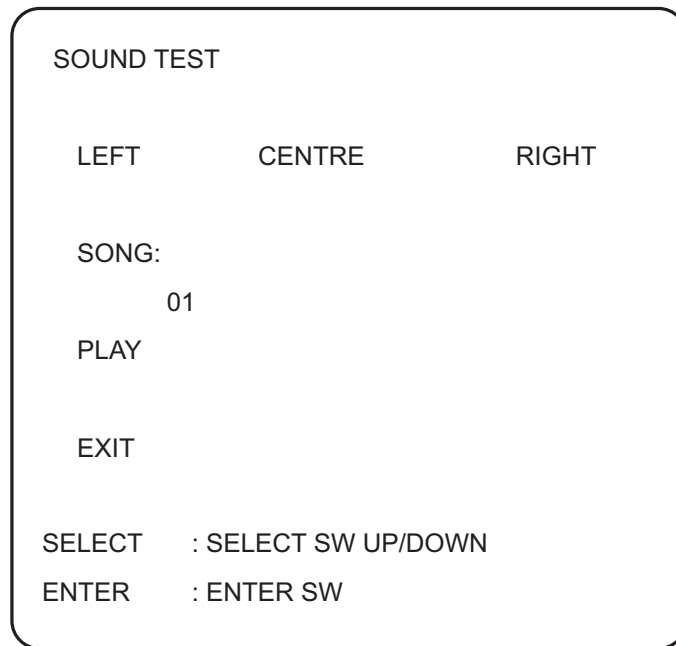 SOUND TEST
LEFT CENTRE RIGHT
SONG:
01
PLAY
EXIT
SELECT : SELECT SW UP/DOWN
ENTER : ENTER SW